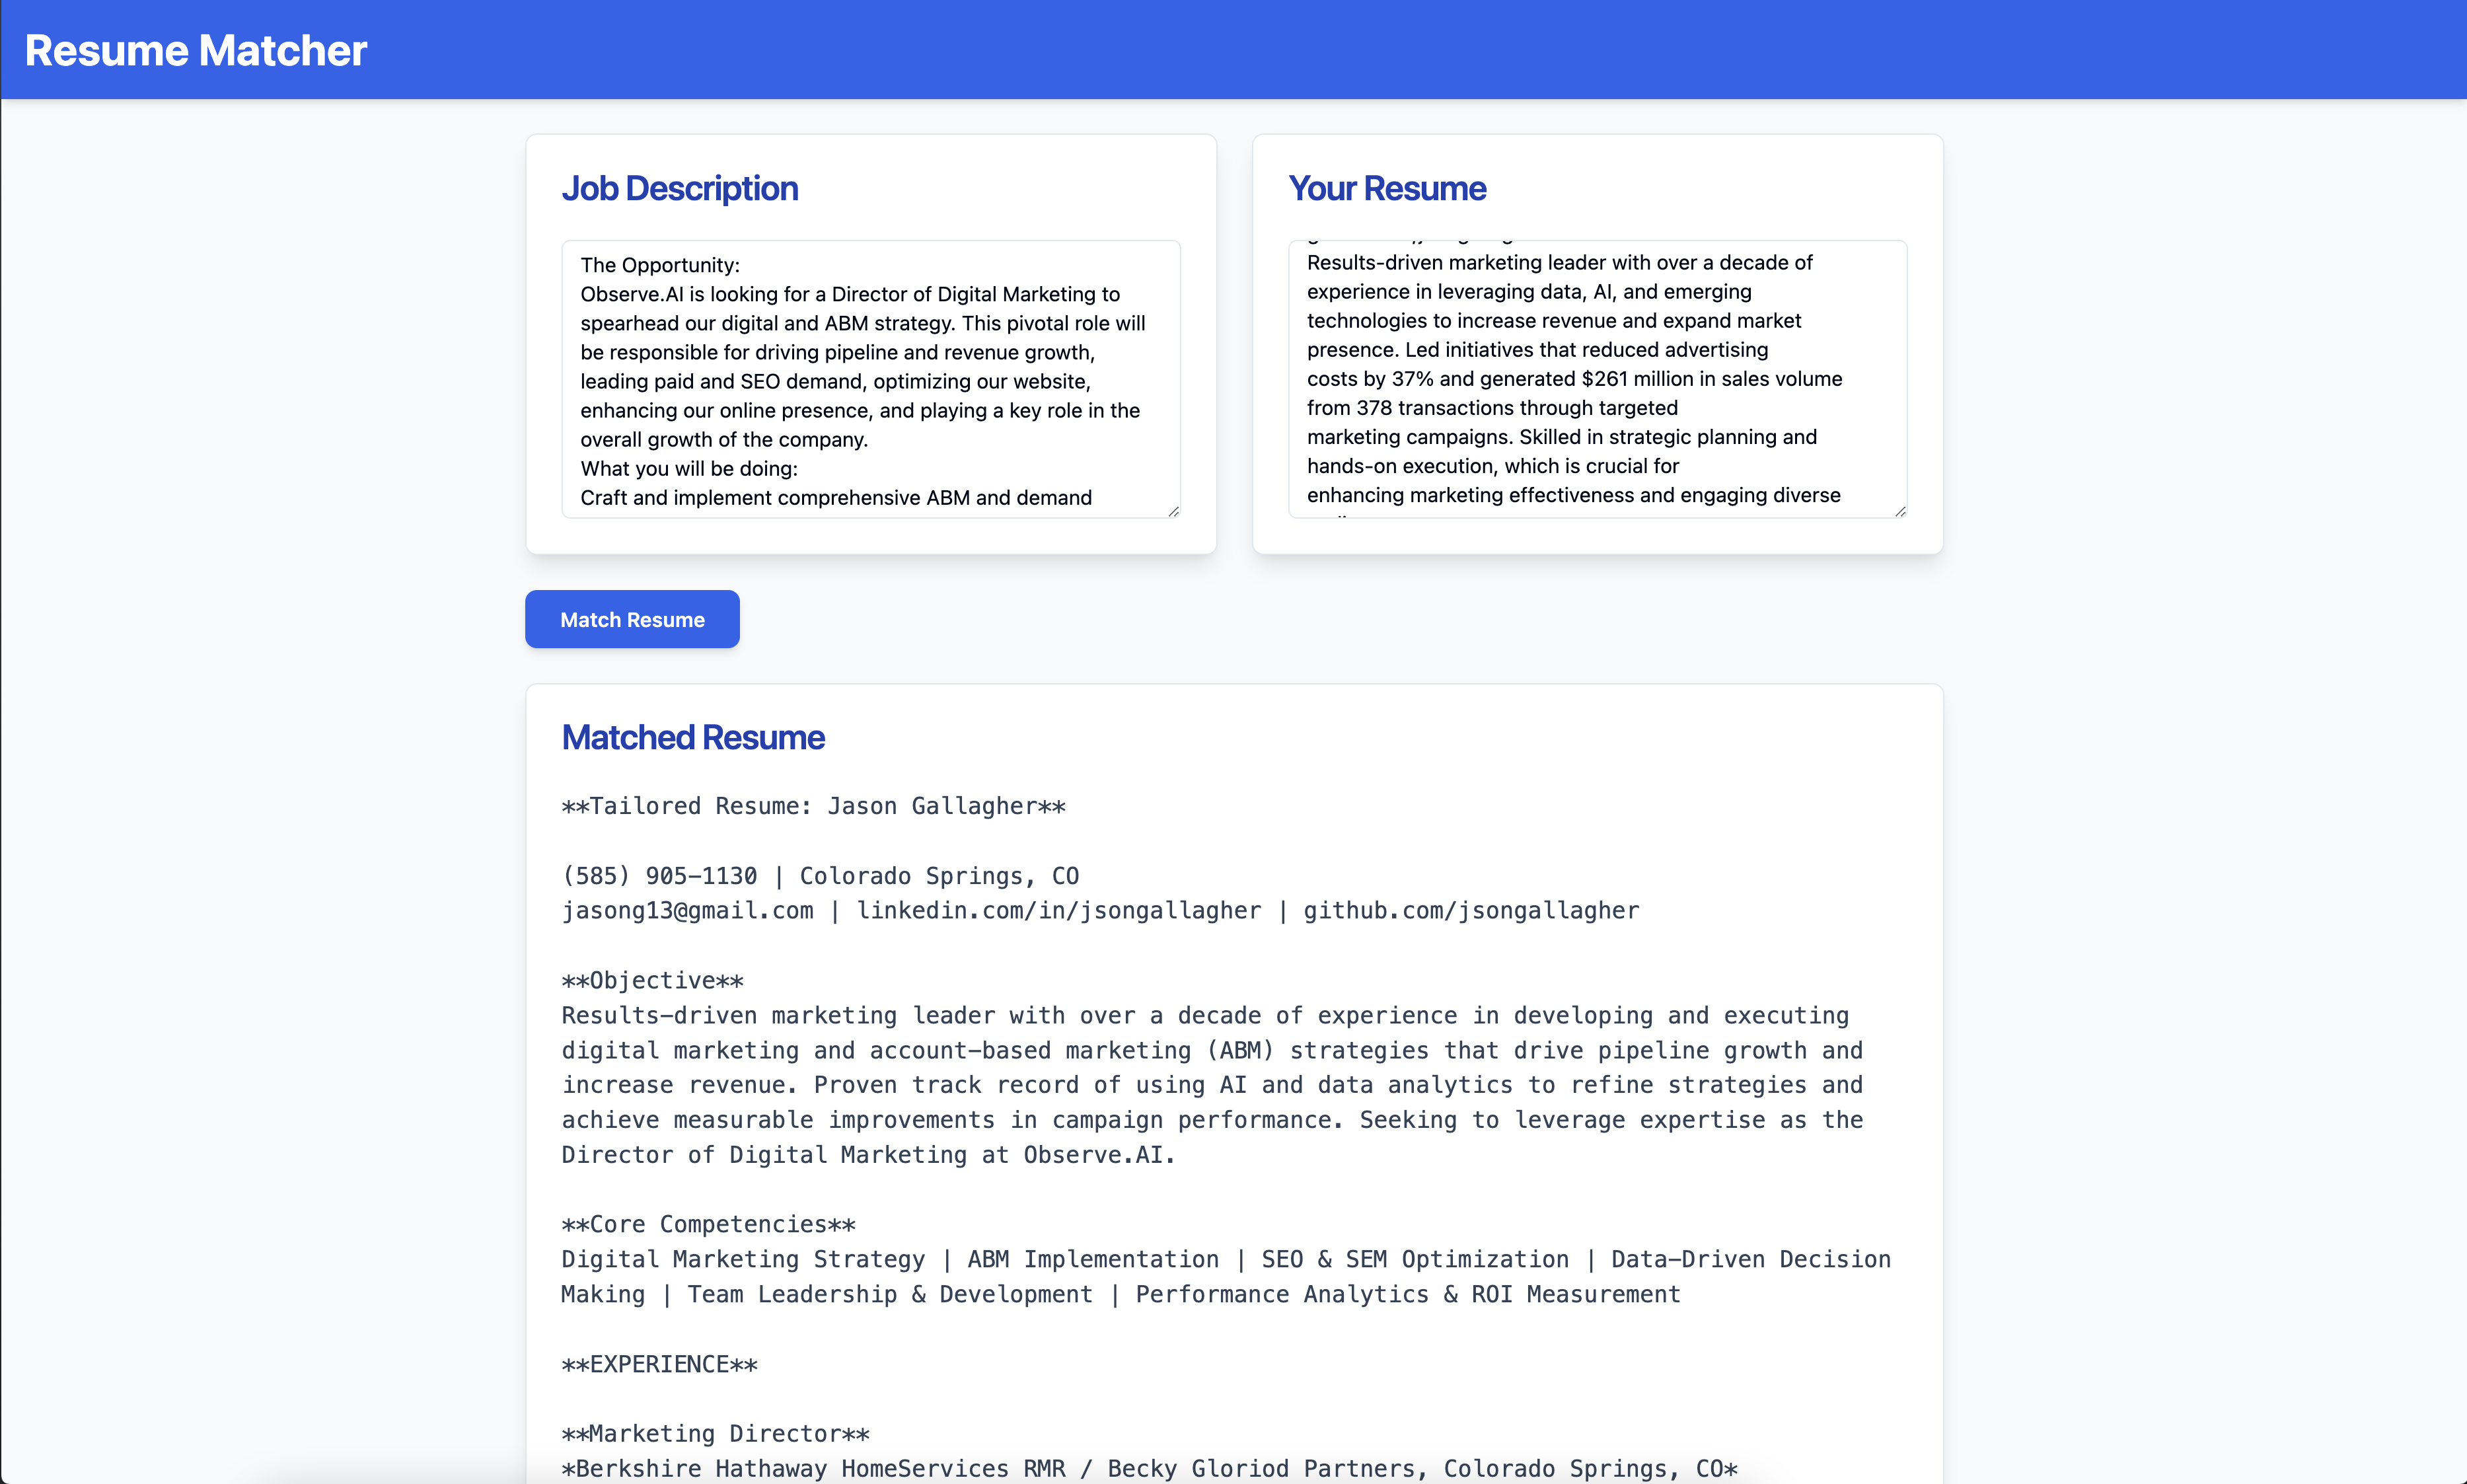 Resume Matcher
Job Description
The Opportunity:
Observe.AI is looking for a Director of Digital Marketing to
spearhead our digital and ABM strategy. This pivotal role will
be responsible for driving pipeline and revenue growth,
leading paid and SEO demand, optimizing our website,
enhancing our online presence, and playing a key role in the
overall growth of the company.
What you will be doing:
Craft and implement comprehensive ABM and demand
Your Resume
Results-driven marketing leader with over a decade of
experience in leveraging data, AI, and emerging
technologies to increase revenue and expand market
presence. Led initiatives that reduced advertising
costs by 37% and generated $261 million in sales volume
from 378 transactions through targeted
marketing campaigns. Skilled in strategic planning and
hands-on execution, which is crucial for
enhancing marketing effectiveness and engaging diverse
Match Resume
Matched Resume
**Tailored Resume: Jason Gallagher**
(585) 905-1130 | Colorado Springs, CO
jasong13@gmail.com | linkedin.com/in/jsongallagher | github.com/jsongallagher
**Objective**
Results-driven marketing leader with over a decade of experience in developing and executing
digital marketing and account-based marketing (ABM) strategies that drive pipeline growth and
increase revenue. Proven track record of using AI and data analytics to refine strategies and
achieve measurable improvements in campaign performance. Seeking to leverage expertise as the
Director of Digital Marketing at Observe.AI.
**Core Competencies**
Digital Marketing Strategy | ABM Implementation | SEO & SEM Optimization | Data-Driven Decision
Making | Team Leadership & Development | Performance Analytics & ROI Measurement
**EXPERIENCE**
**Marketing Director**
*Berkshire Hathaway HomeServices RMR / Becky Gloriod Partners, Colorado Springs, CO*